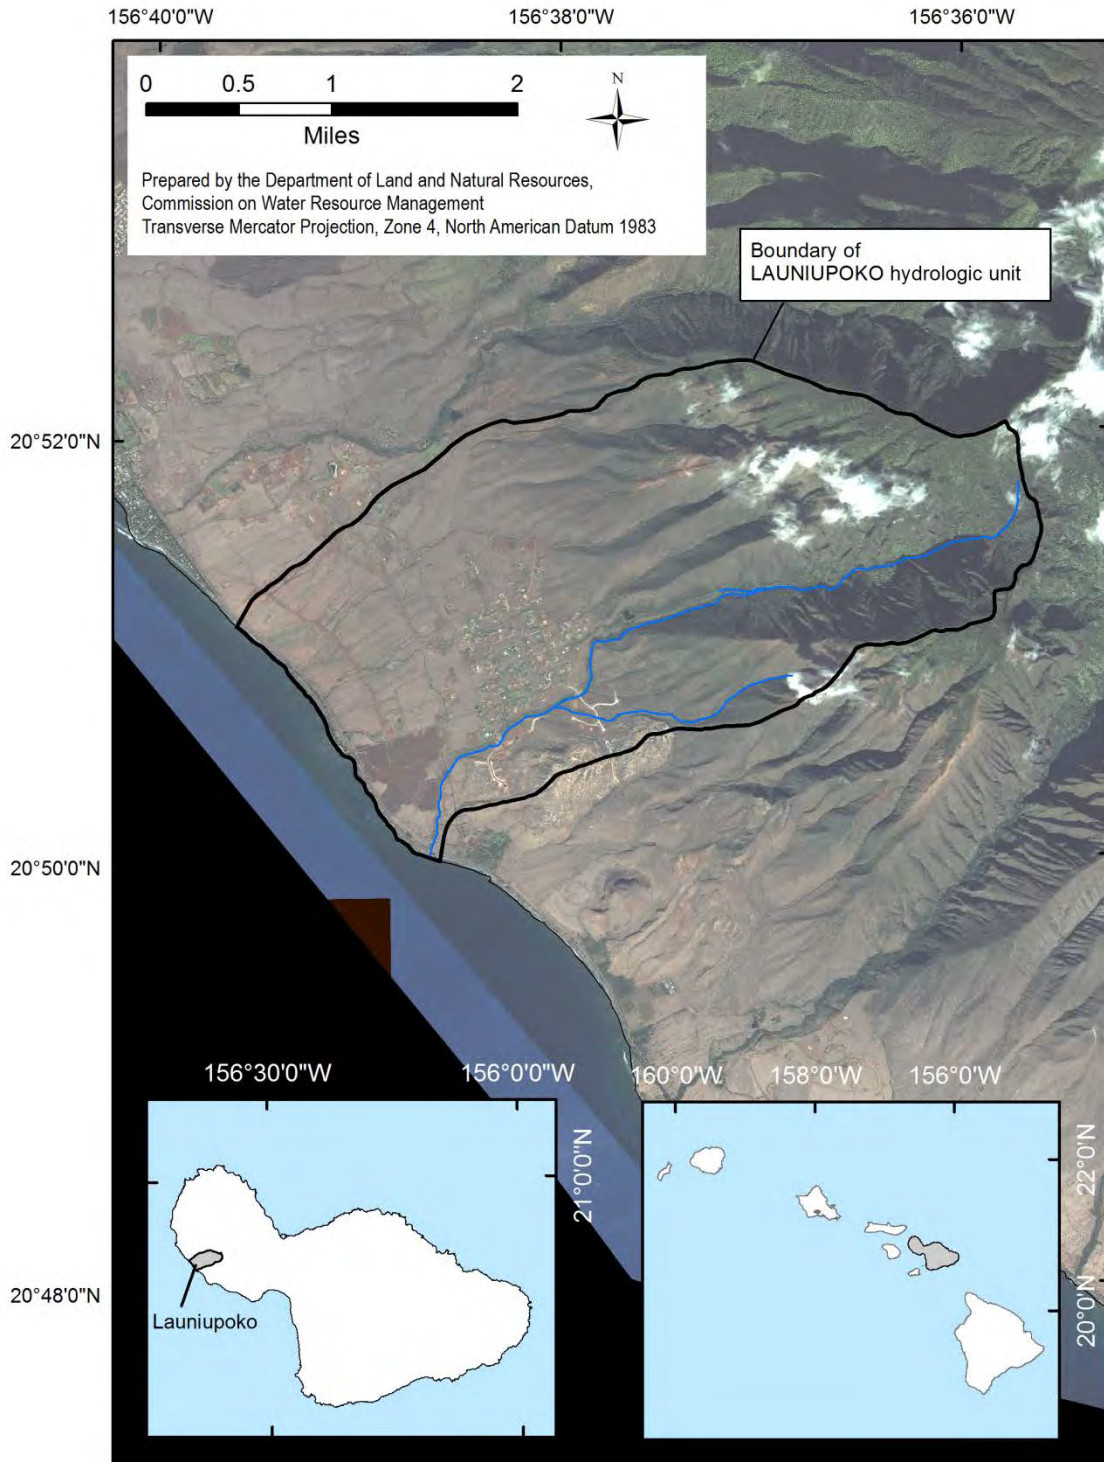 156°40'0"W 156°38'0"W 156°36'0"W
0 0.5 1 2
Miles
N
Prepared by the Department of Land and Natural Resources,
Commission on Water Resource Management
Transverse Mercator Projection, Zone 4, North American Datum 1983
Boundary of
LAUNIUPOKO hydrologic unit
20°52'0"N
20°50'0"N
20°48'0"N
156°30'0"W 156°0'0"W
21°0'0"N
Launiupoko
160°0'0"W 158°0'0"W 156°0'0"W
22°0'0"N
20°0'0"N